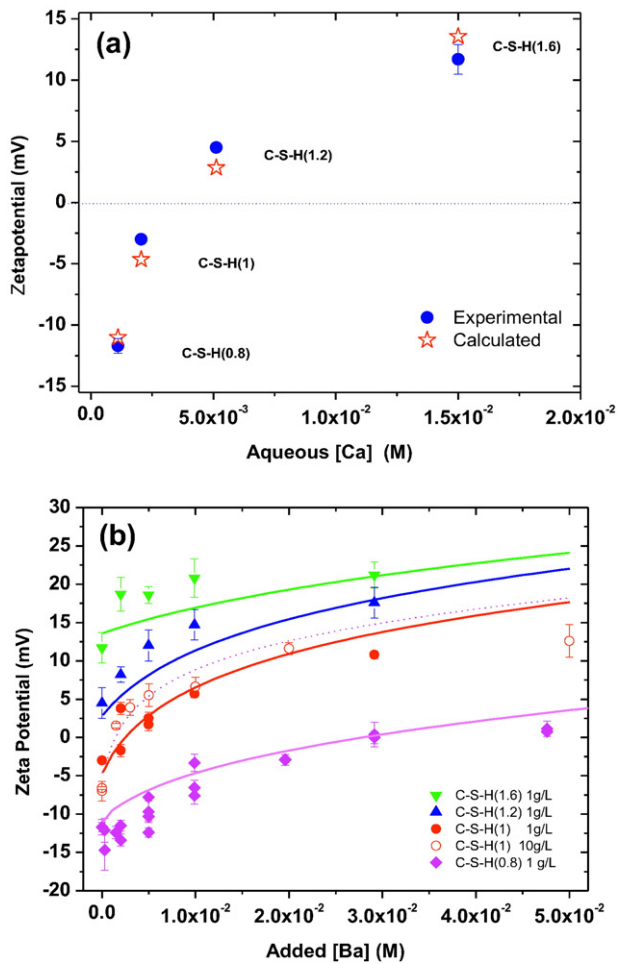 (a)
15
10
5
0
-5
-10
-15
Zetapotential (mV)
C-S-H(1.6)
C-S-H(1.2)
C-S-H(1)
C-S-H(0.8)
Experimental
Calculated
0.0 5.0x10⁻³ 1.0x10⁻² 1.5x10⁻² 2.0x10⁻²
Aqueous [Ca] (M)
(b)
30
25
20
15
10
5
0
-5
-10
-15
-20
Zeta Potential (mV)
C-S-H(1.6) 1g/L
C-S-H(1.2) 1g/L
C-S-H(1) 1g/L
C-S-H(1) 10g/L
C-S-H(0.8) 1 g/L
0.0 1.0x10⁻² 2.0x10⁻² 3.0x10⁻² 4.0x10⁻² 5.0x10⁻²
Added [Ba] (M)